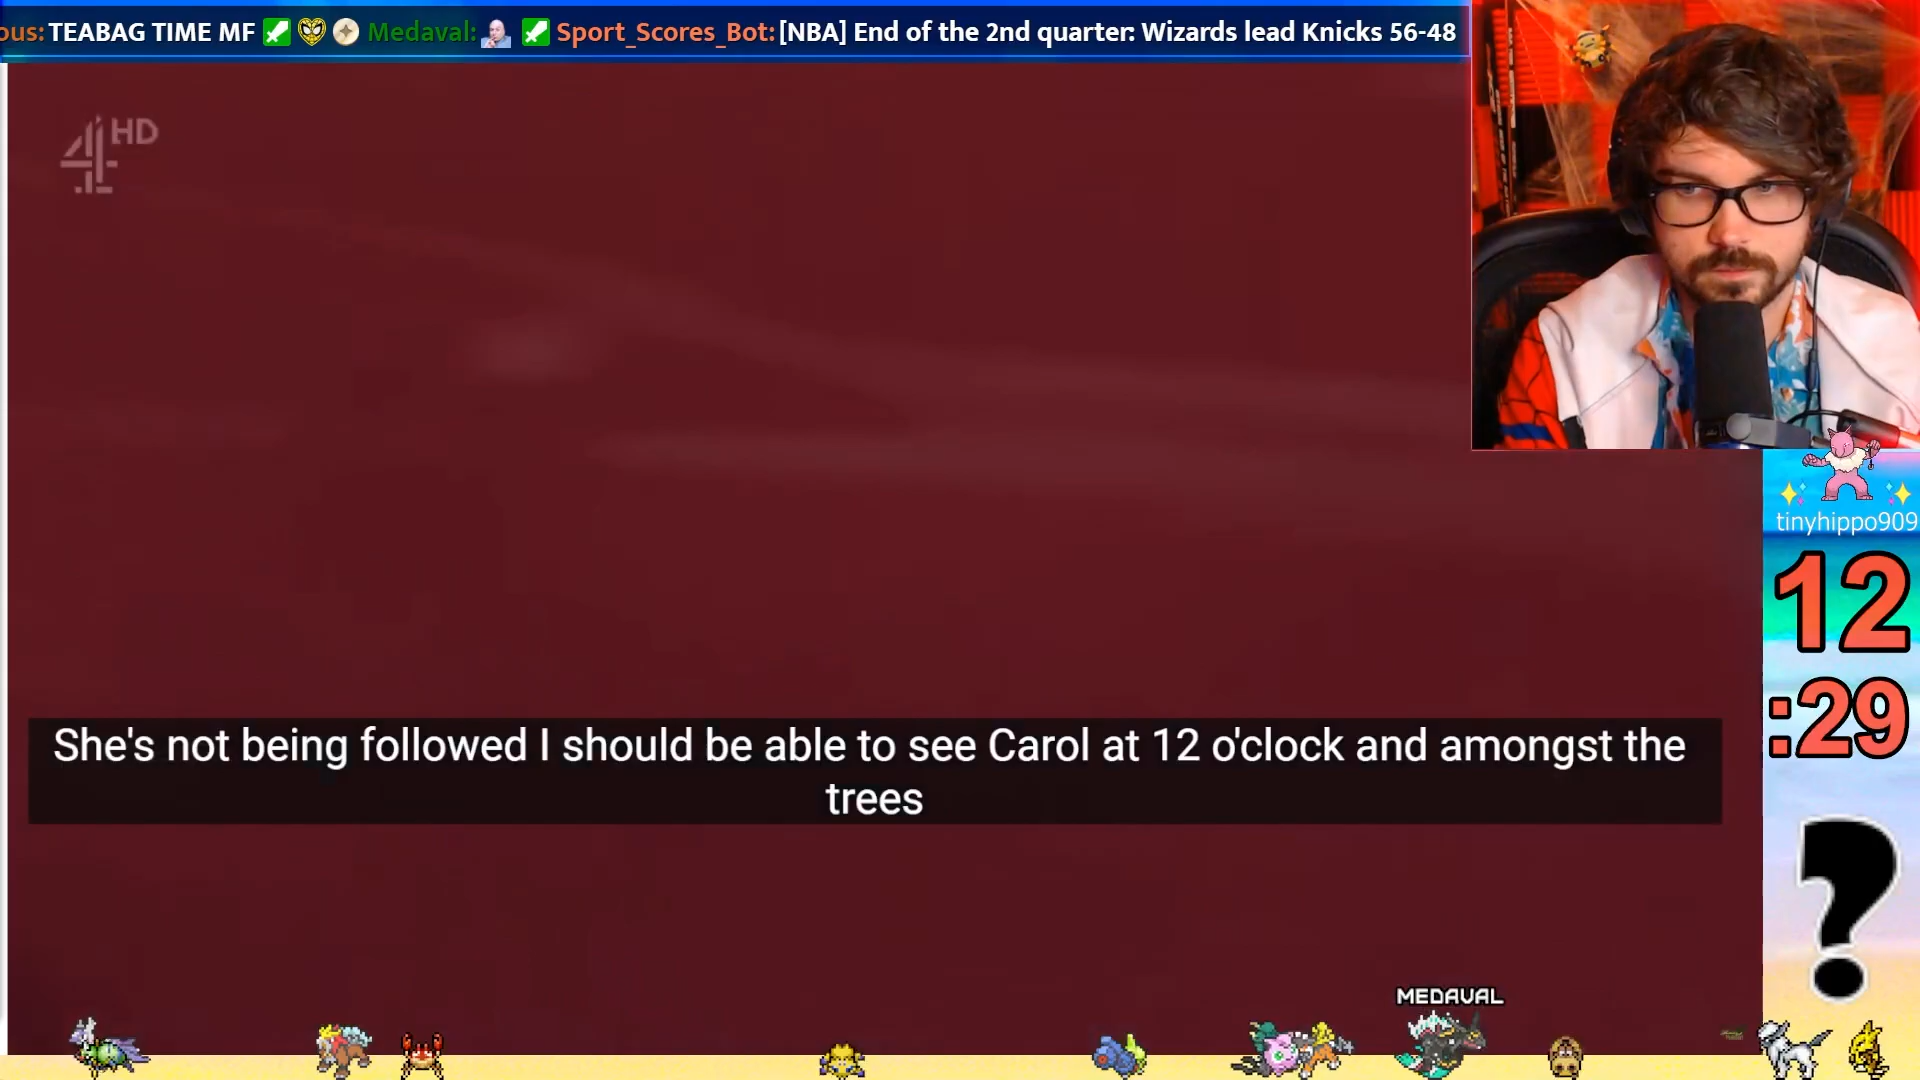 ous: TEABAG TIME MF Medaval: Sport_Scores_Bot: [NBA] End of the 2nd quarter: Wizards lead Knicks 56-48
4 HD
tinyhippo909
12
:29
She's not being followed I should be able to see Carol at 12 o'clock and amongst the
trees
?
MEDAVAL